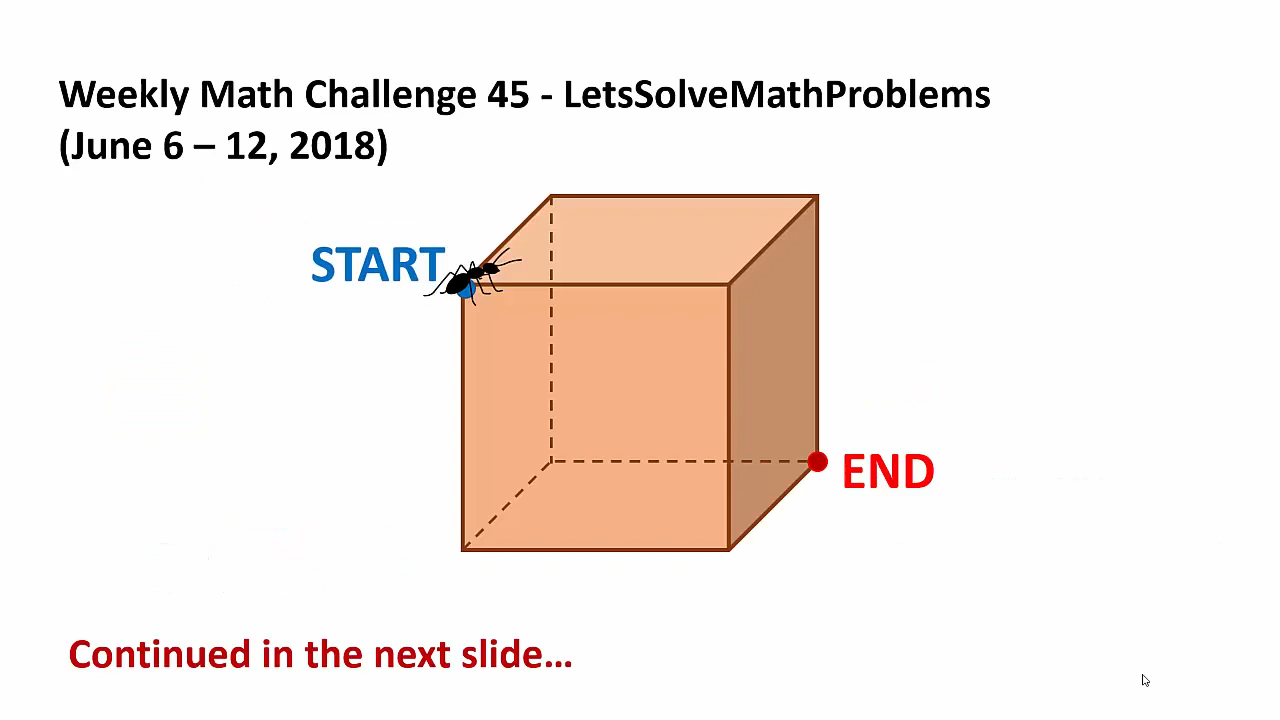 Weekly Math Challenge 45 - LetsSolveMathProblems
(June 6 – 12, 2018)
START
END
Continued in the next slide…